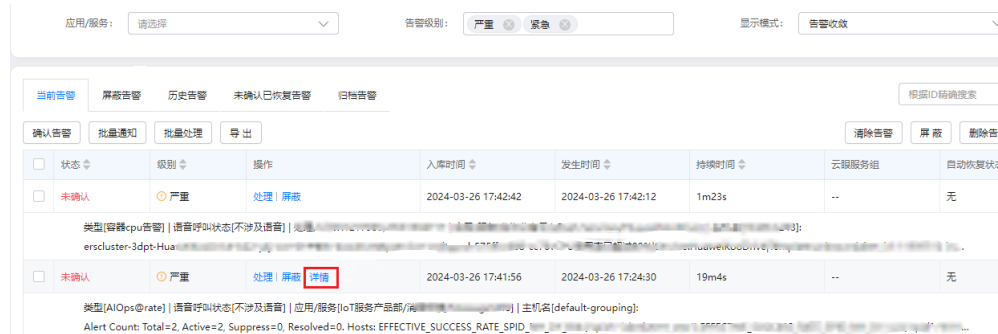 应用/服务： 请选择 告警级别： 严重 紧急 显示模式： 告警收敛
当前告警 屏蔽告警 历史告警 未确认已恢复告警 归档告警 根据ID精确搜索
确认告警 批量通知 批量处理 导出 清除告警 屏蔽 删除告
状态 级别 操作 入库时间 发生时间 持续时间 云眼服务组 自动恢复状态
未确认 严重 处理 | 屏蔽 2024-03-26 17:42:42 2024-03-26 17:42:12 1m23s -- 无
类型[容器cpu告警] | 语音呼叫状态[不涉及语音] |
erscluster-3dpt-Hua
未确认 严重 处理 | 屏蔽 详情 2024-03-26 17:41:56 2024-03-26 17:24:30 19m4s -- 无
类型[AIOps@rate] | 语音呼叫状态[不涉及语音] | 应用/服务[IoT服务产品部/ | 主机名[default-grouping]:
Alert Count: Total=2, Active=2, Suppress=0, Resolved=0. Hosts: EFFECTIVE_SUCCESS_RATE_SPID_